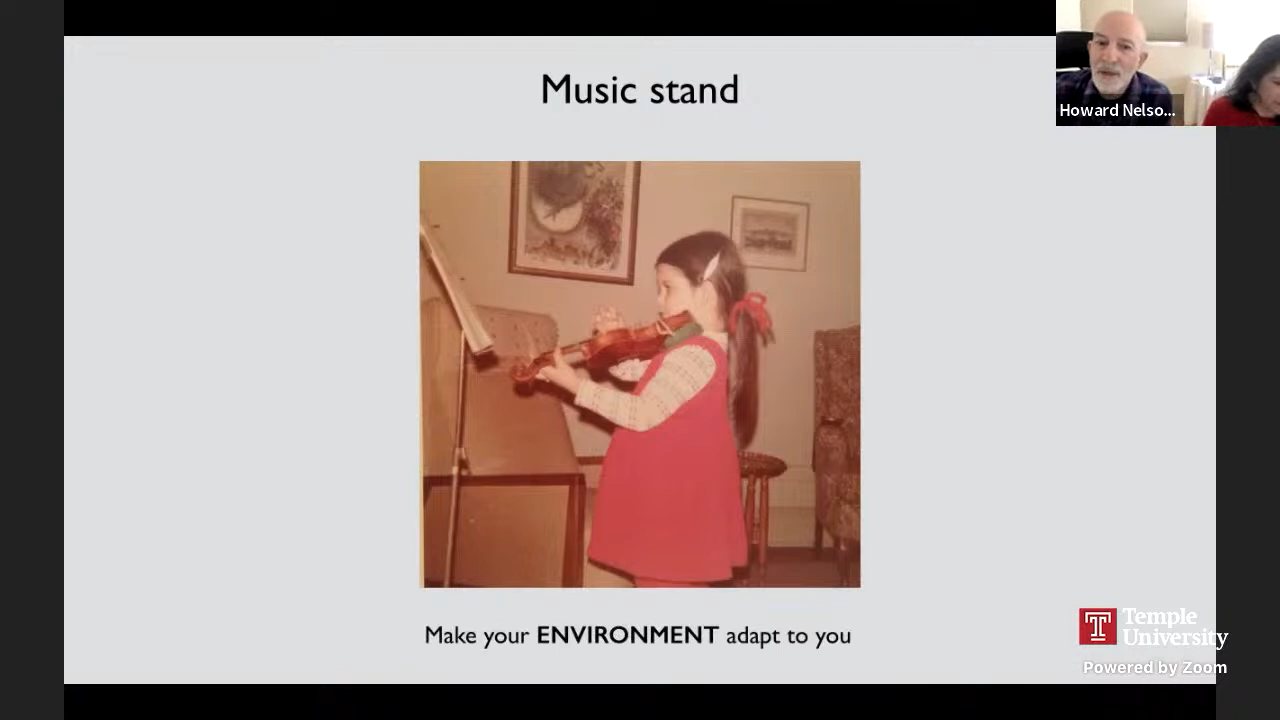 Music stand
Howard Nelso...
Make your ENVIRONMENT adapt to you
Temple
University
Powered by Zoom